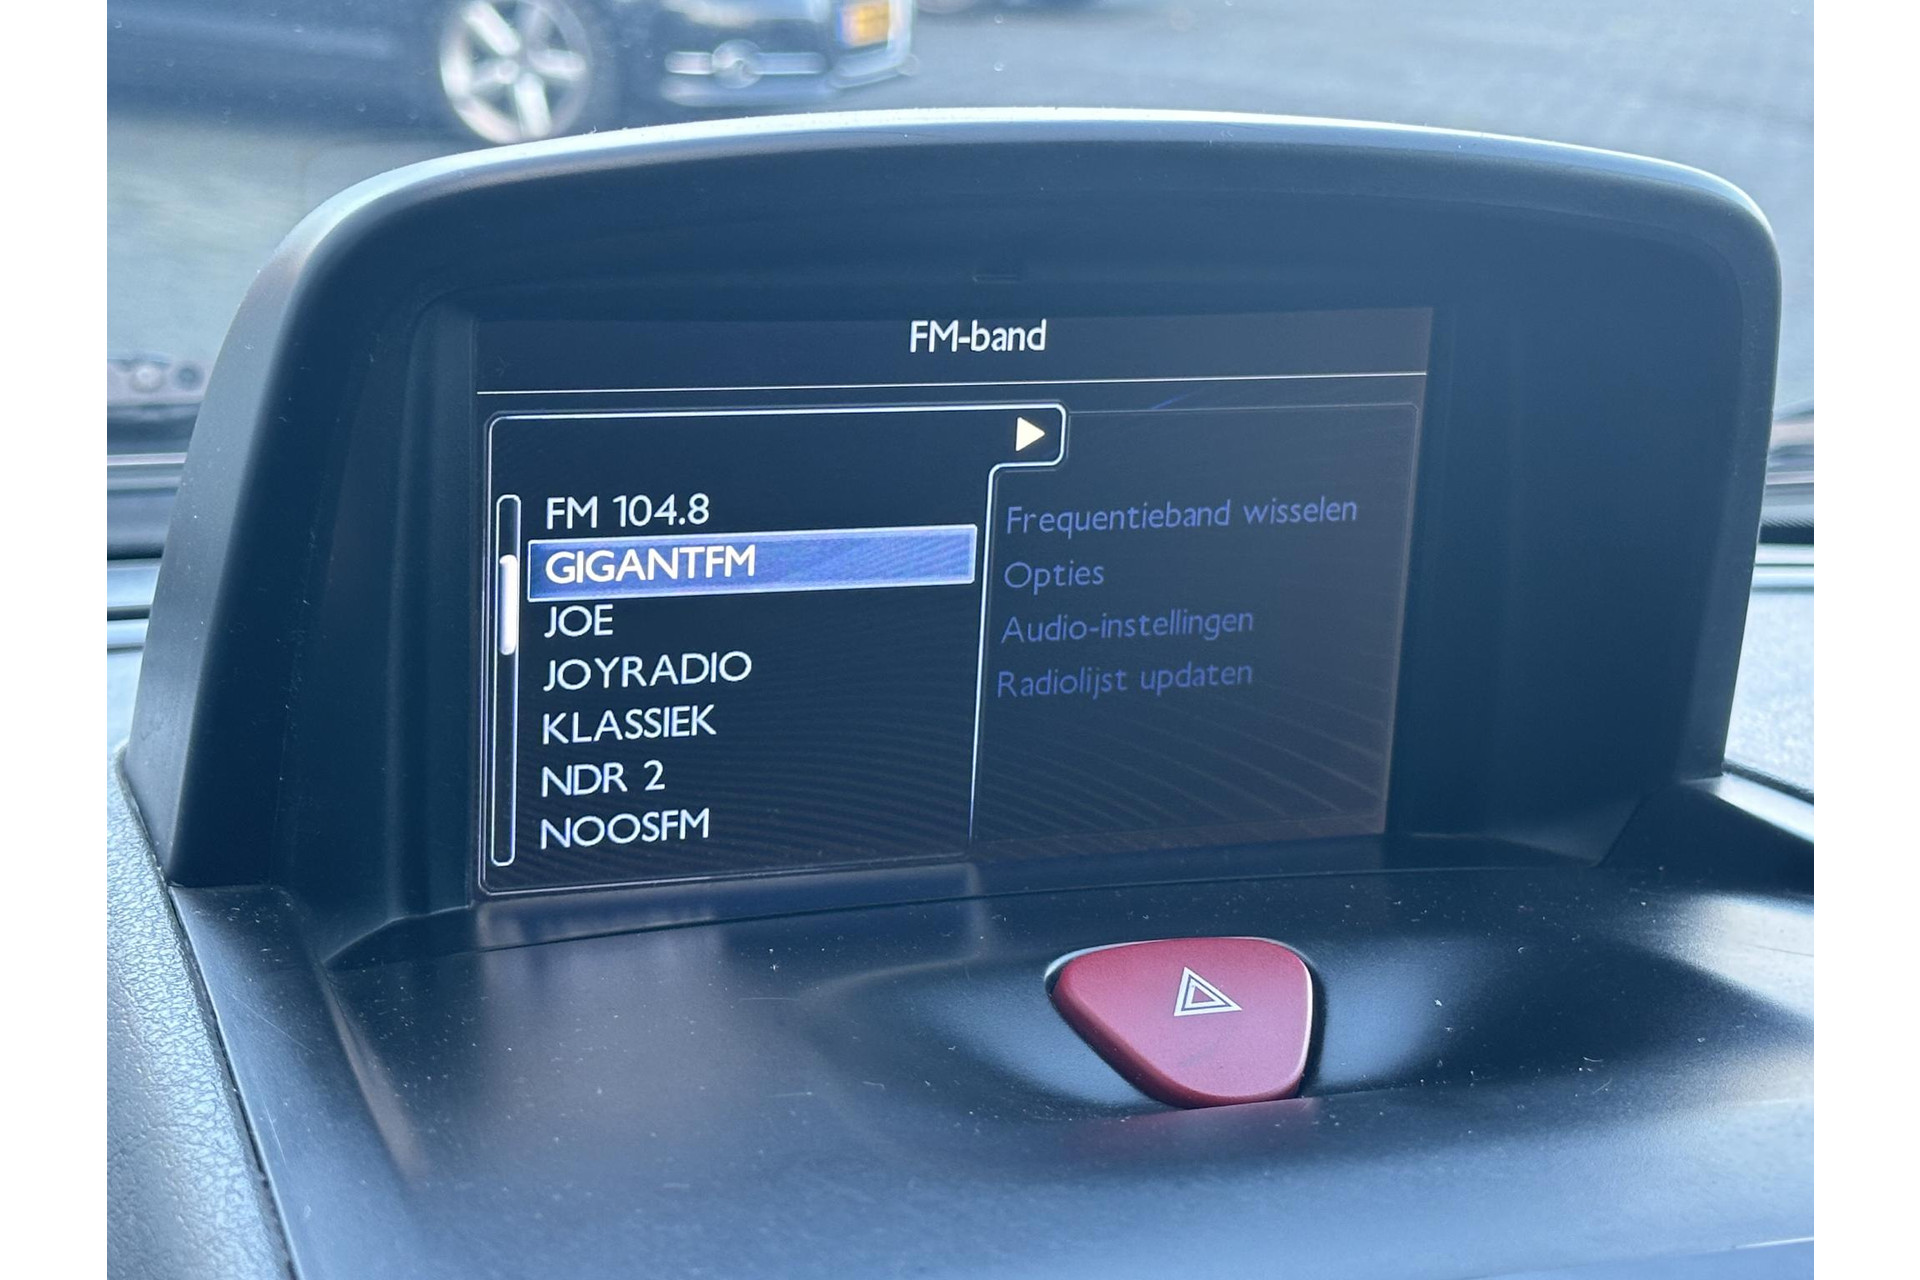 FM-band
FM 104.8
GIGANTFM
JOE
JOYRADIO
KLASSIEK
NDR 2
NOOSFM
Frequentieband wisselen
Opties
Audio-instellingen
Radiolijst updaten